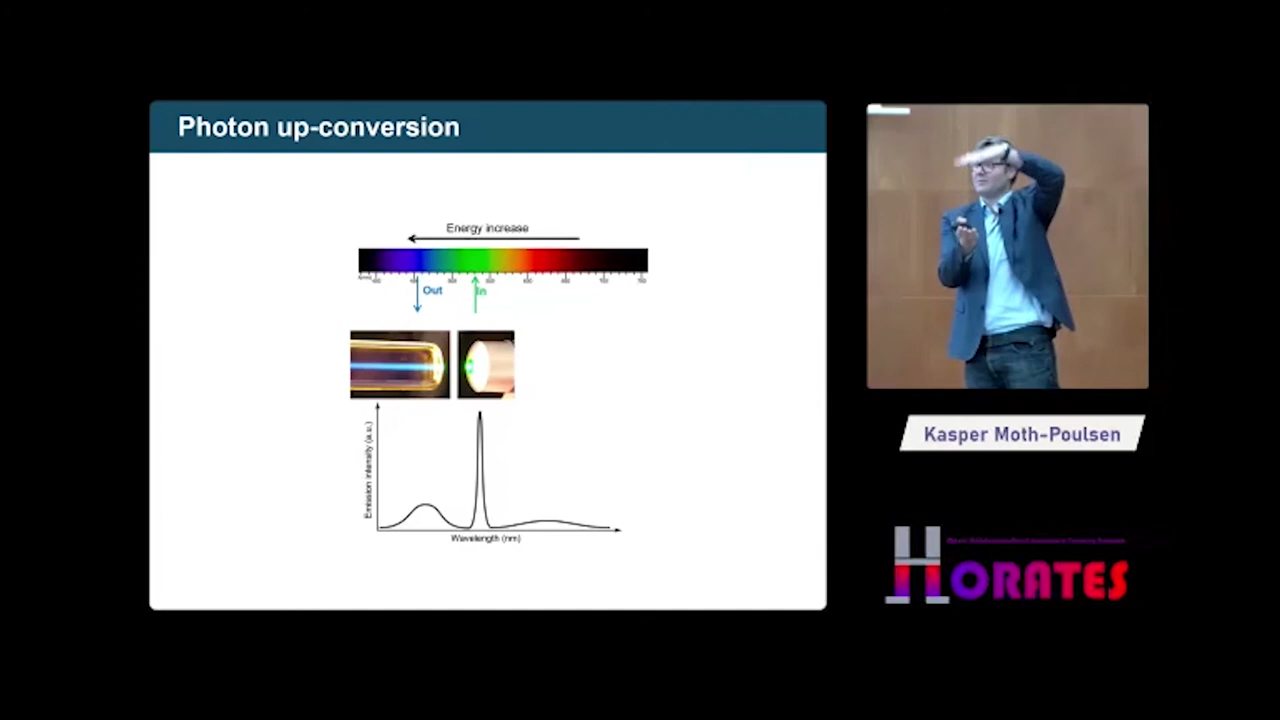 Photon up-conversion
Energy increase
Out
In
Emission intensity (a.u.)
Wavelength (nm)
Kasper Moth-Poulsen
HORATES